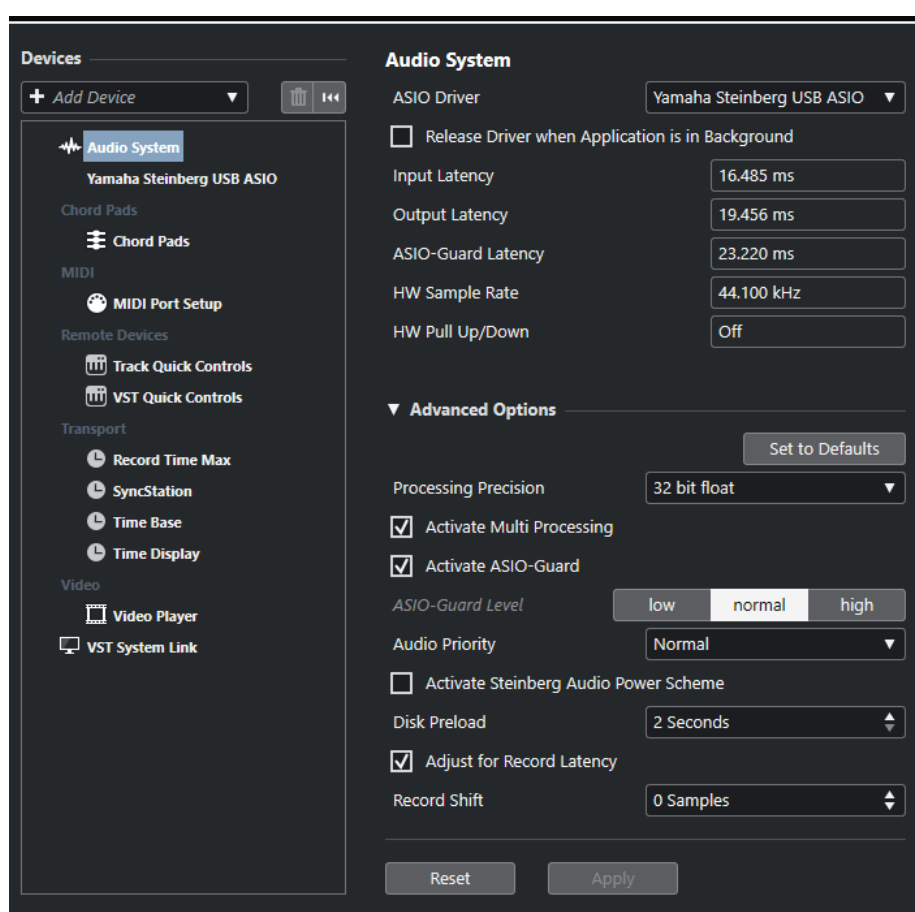 Devices
Add Device
Audio System
Yamaha Steinberg USB ASIO
Chord Pads
Chord Pads
MIDI
MIDI Port Setup
Remote Devices
Track Quick Controls
VST Quick Controls
Transport
Record Time Max
SyncStation
Time Base
Time Display
Video
Video Player
VST System Link
Audio System
ASIO Driver Yamaha Steinberg USB ASIO
Release Driver when Application is in Background
Input Latency 16.485 ms
Output Latency 19.456 ms
ASIO-Guard Latency 23.220 ms
HW Sample Rate 44.100 kHz
HW Pull Up/Down Off
Advanced Options
Set to Defaults
Processing Precision 32 bit float
Activate Multi Processing
Activate ASIO-Guard
ASIO-Guard Level low normal high
Audio Priority Normal
Activate Steinberg Audio Power Scheme
Disk Preload 2 Seconds
Adjust for Record Latency
Record Shift 0 Samples
Reset Apply